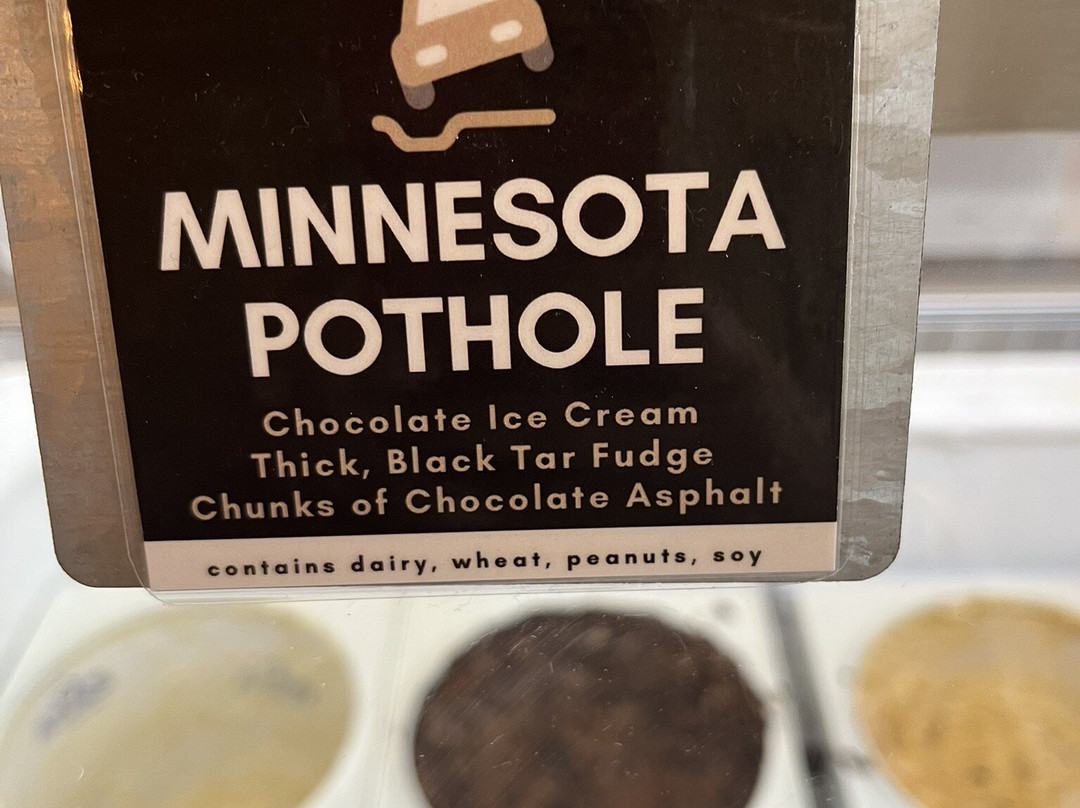 MINNESOTA
POTHOLE
Chocolate Ice Cream
Thick, Black Tar Fudge
Chunks of Chocolate Asphalt
contains dairy, wheat, peanuts, soy